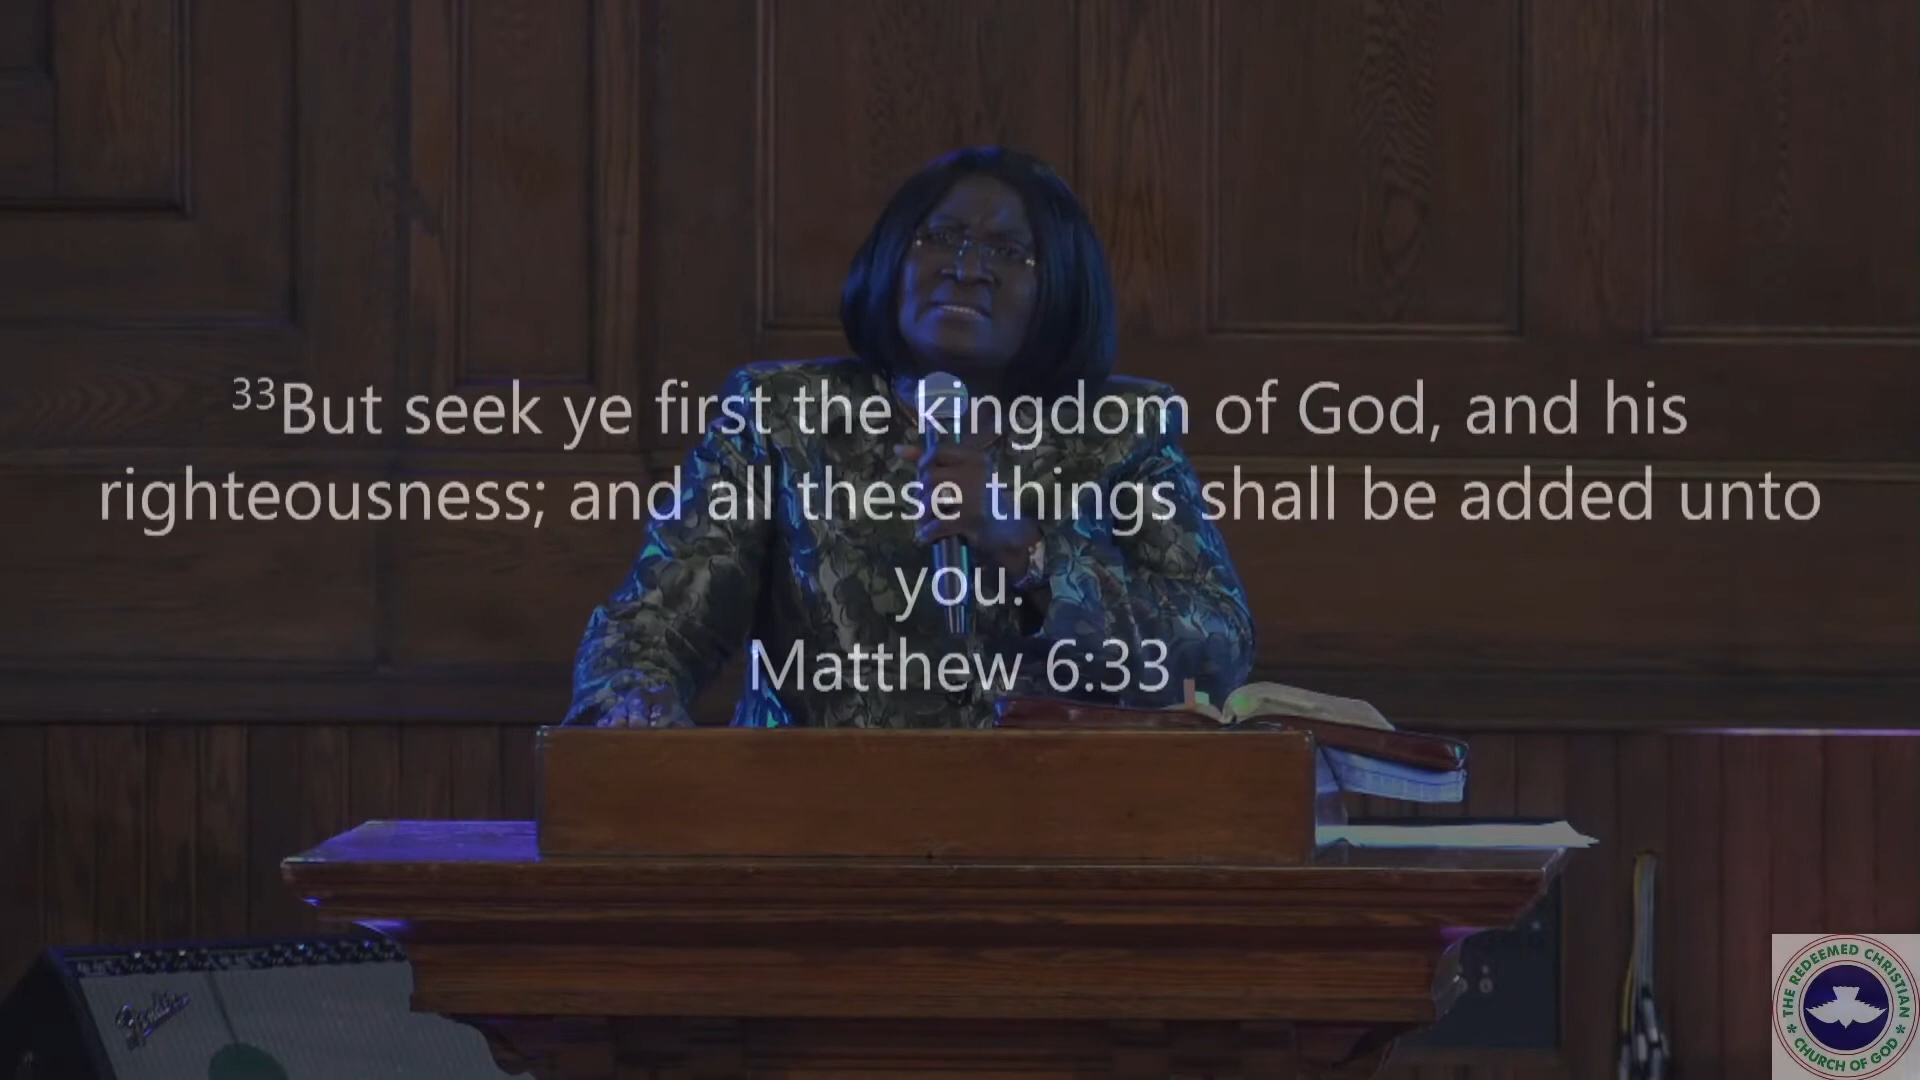 33But seek ye first the kingdom of God, and his
righteousness; and all these things shall be added unto
you.
Matthew 6:33
Fender
THE REDEEMED CHRISTIAN
* CHURCH OF GOD *